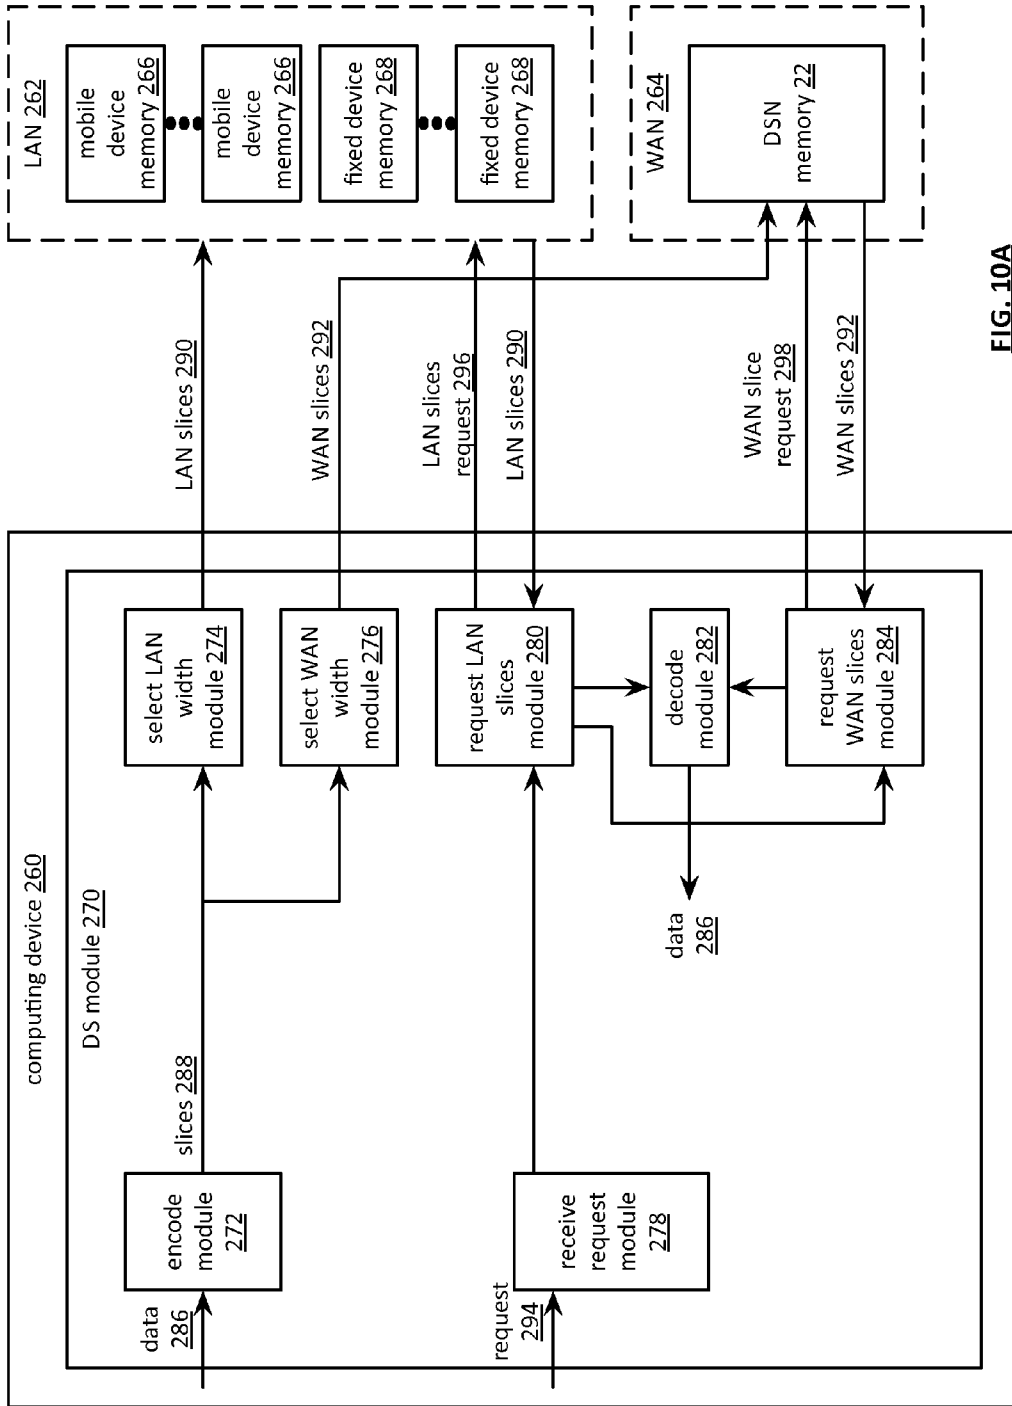 computing device 260
DS module 270
data
286
encode
module
272
slices 288
select LAN
width
module 274
LAN slices 290
select WAN
width
module 276
WAN slices 292
request
294
receive
request
module
278
request LAN
slices
module 280
LAN slices
request 296
LAN slices 290
data
286
decode
module 282
request
WAN slices
module 284
WAN slice
request 298
WAN slices 292
LAN 262
mobile
device
memory 266
mobile
device
memory 266
fixed device
memory 268
fixed device
memory 268
WAN 264
DSN
memory 22
FIG. 10A